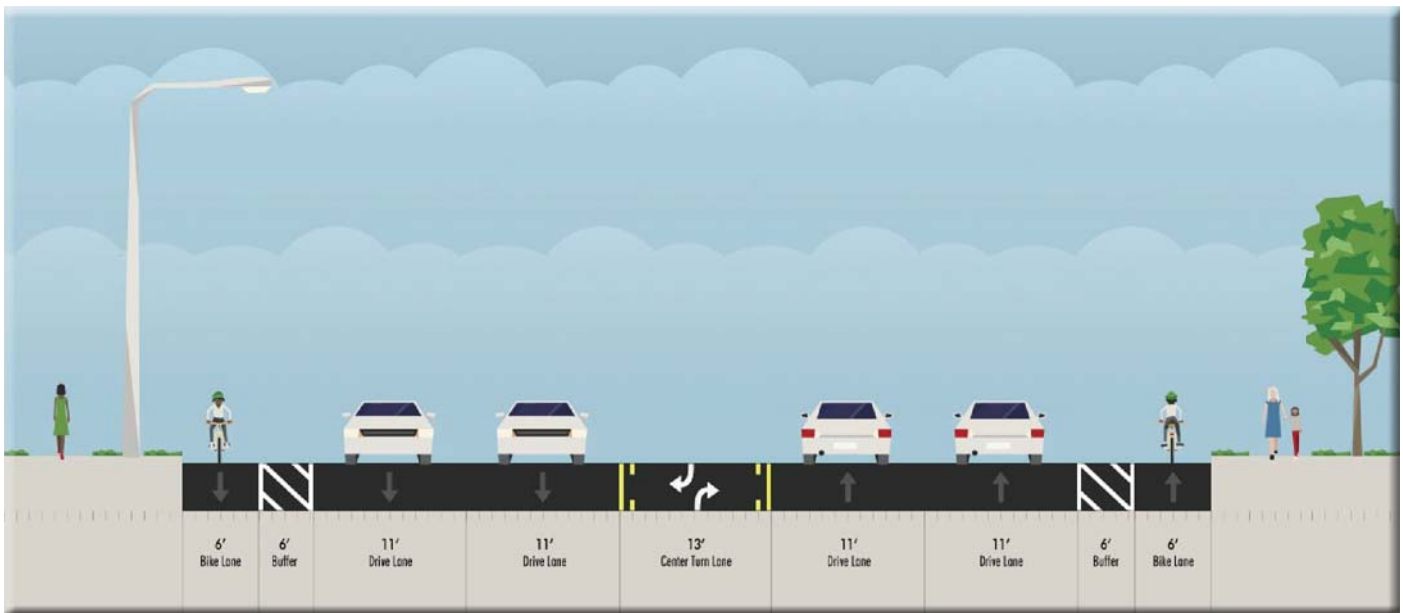 6’
Bike Lane
6’
Buffer
11’
Drive Lane
11’
Drive Lane
13’
Center Turn Lane
11’
Drive Lane
11’
Drive Lane
6’
Buffer
6’
Bike Lane